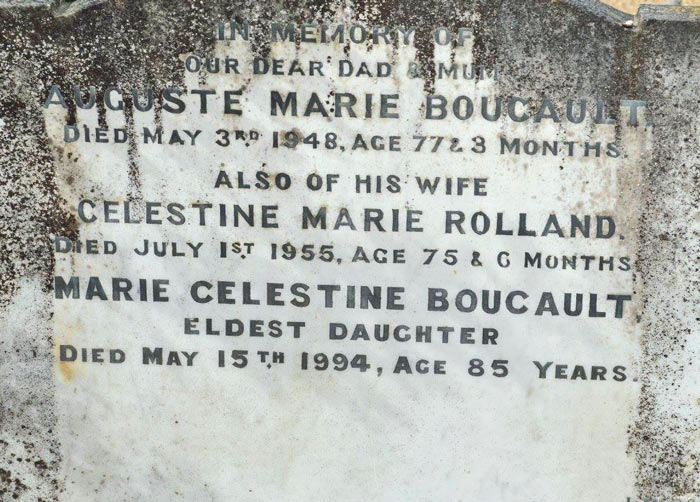 IN MEMORY OF
OUR DEAR DAD & MUM
AUGUSTE MARIE BOUCAULT.
DIED MAY 3RD 1948, AGE 77 & 3 MONTHS.
ALSO OF HIS WIFE
CELESTINE MARIE ROLLAND.
DIED JULY 1ST 1955, AGE 75 & 6 MONTHS
MARIE CELESTINE BOUCAULT
ELDEST DAUGHTER
DIED MAY 15TH 1994, AGE 85 YEARS.